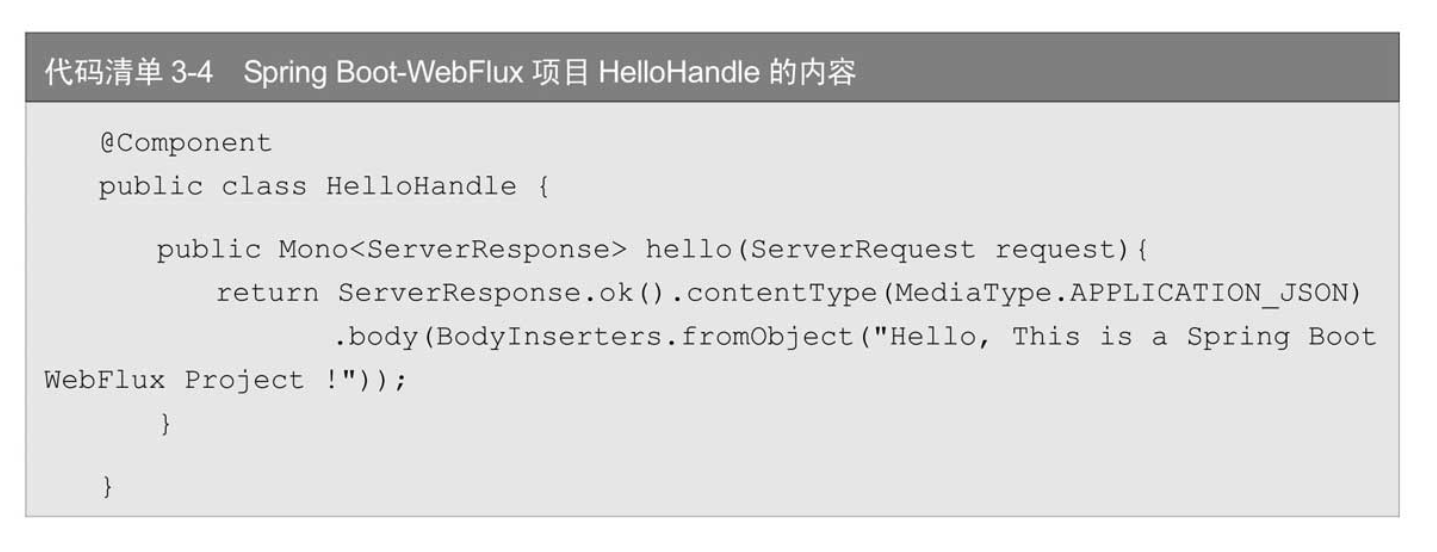 代码清单 3-4 Spring Boot-WebFlux 项目 HelloHandle 的内容
@Component
public class HelloHandle {
public Mono<ServerResponse> hello(ServerRequest request){
return ServerResponse.ok().contentType(MediaType.APPLICATION_JSON)
.body(BodyInserters.fromObject("Hello, This is a Spring Boot
WebFlux Project !"));
}
}